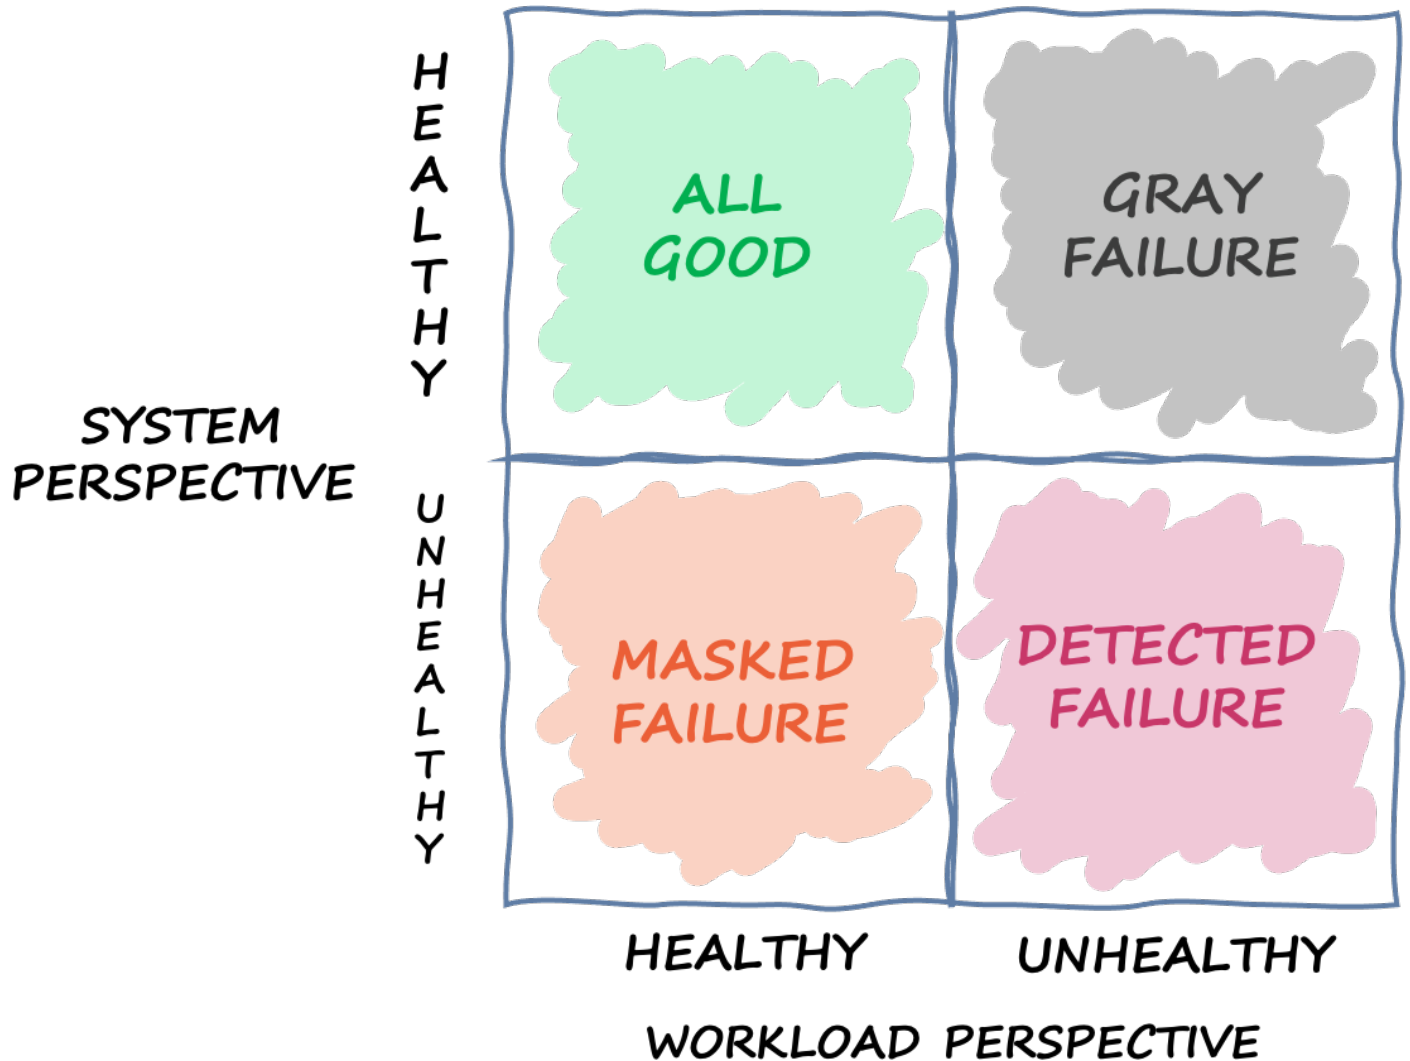 HEALTHY
ALL
GOOD
GRAY
FAILURE
SYSTEM
PERSPECTIVE
UNHEALTHY
MASKED
FAILURE
DETECTED
FAILURE
HEALTHY
UNHEALTHY
WORKLOAD PERSPECTIVE